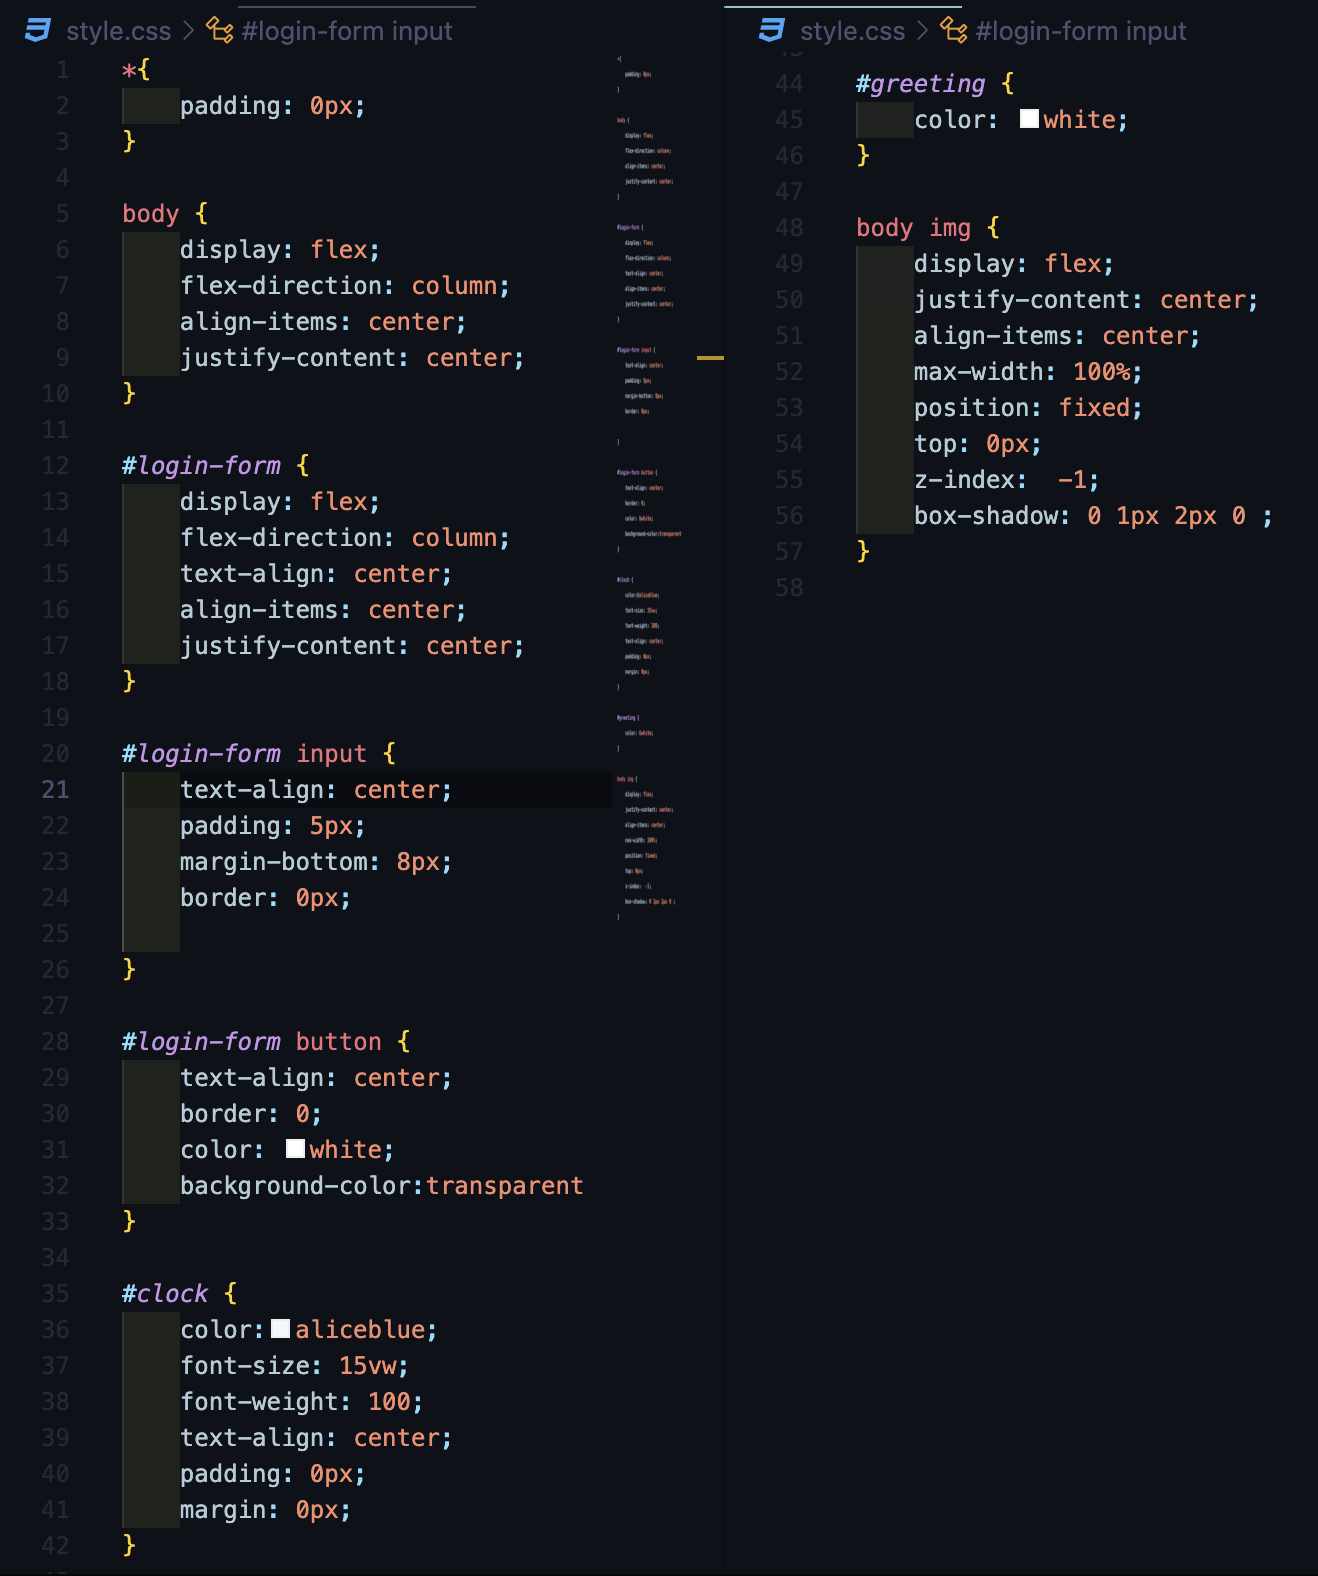 style.css > #login-form input
1 *{
2 padding: 0px;
3 }
4
5 body {
6 display: flex;
7 flex-direction: column;
8 align-items: center;
9 justify-content: center;
10 }
11
12 #login-form {
13 display: flex;
14 flex-direction: column;
15 text-align: center;
16 align-items: center;
17 justify-content: center;
18 }
19
20 #login-form input {
21 text-align: center;
22 padding: 5px;
23 margin-bottom: 8px;
24 border: 0px;
25
26 }
27
28 #login-form button {
29 text-align: center;
30 border: 0;
31 color: white;
32 background-color:transparent
33 }
34
35 #clock {
36 color:aliceblue;
37 font-size: 15vw;
38 font-weight: 100;
39 text-align: center;
40 padding: 0px;
41 margin: 0px;
42 }
style.css > #login-form input
44 #greeting {
45 color: white;
46 }
47
48 body img {
49 display: flex;
50 justify-content: center;
51 align-items: center;
52 max-width: 100%;
53 position: fixed;
54 top: 0px;
55 z-index:  -1;
56 box-shadow: 0 1px 2px 0 ;
57 }
58